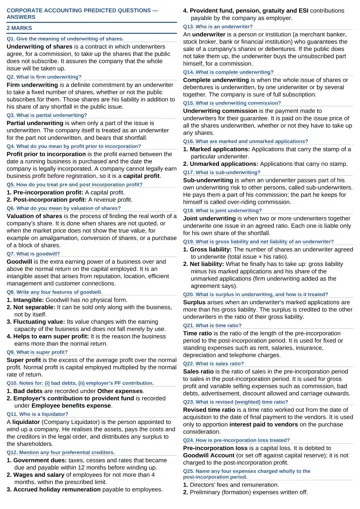 CORPORATE ACCOUNTING PREDICTED QUESTIONS —
ANSWERS
2 MARKS
Q1. Give the meaning of underwriting of shares.
Underwriting of shares is a contract in which underwriters
agree, for a commission, to take up the shares that the public
does not subscribe. It assures the company that the whole
issue will be taken up.
Q2. What is firm underwriting?
Firm underwriting is a definite commitment by an underwriter
to take a fixed number of shares, whether or not the public
subscribes for them. Those shares are his liability in addition to
his share of any shortfall in the public issue.
Q3. What is partial underwriting?
Partial underwriting is when only a part of the issue is
underwritten. The company itself is treated as an underwriter
for the part not underwritten, and bears that shortfall.
Q4. What do you mean by profit prior to incorporation?
Profit prior to incorporation is the profit earned between the
date a running business is purchased and the date the
company is legally incorporated. A company cannot legally earn
business profit before registration, so it is a capital profit.
Q5. How do you treat pre and post incorporation profit?
1. Pre-incorporation profit: A capital profit.
2. Post-incorporation profit: A revenue profit.
Q6. What do you mean by valuation of shares?
Valuation of shares is the process of finding the real worth of a
company's share. It is done when shares are not quoted, or
when the market price does not show the true value, for
example on amalgamation, conversion of shares, or a purchase
of a block of shares.
Q7. What is goodwill?
Goodwill is the extra earning power of a business over and
above the normal return on the capital employed. It is an
intangible asset that arises from reputation, location, efficient
management and customer connections.
Q8. Write any four features of goodwill.
1. Intangible: Goodwill has no physical form.
2. Not separable: It can be sold only along with the business,
not by itself.
3. Fluctuating value: Its value changes with the earning
capacity of the business and does not fall merely by use.
4. Helps to earn super profit: It is the reason the business
earns more than the normal return.
Q9. What is super profit?
Super profit is the excess of the average profit over the normal
profit. Normal profit is capital employed multiplied by the normal
rate of return.
Q10. Notes for: (i) bad debts, (ii) employer's PF contribution.
1. Bad debts are recorded under Other expenses.
2. Employer's contribution to provident fund is recorded
under Employee benefits expense.
Q11. Who is a liquidator?
A liquidator (Company Liquidator) is the person appointed to
wind up a company. He realises the assets, pays the costs and
the creditors in the legal order, and distributes any surplus to
the shareholders.
Q12. Mention any four preferential creditors.
1. Government dues: taxes, cesses and rates that became
due and payable within 12 months before winding up.
2. Wages and salary of employees for not more than 4
months, within the prescribed limit.
3. Accrued holiday remuneration payable to employees.
4. Provident fund, pension, gratuity and ESI contributions
payable by the company as employer.
Q13. Who is an underwriter?
An underwriter is a person or institution (a merchant banker,
stock broker, bank or financial institution) who guarantees the
sale of a company's shares or debentures. If the public does
not take them up, the underwriter buys the unsubscribed part
himself, for a commission.
Q14. What is complete underwriting?
Complete underwriting is when the whole issue of shares or
debentures is underwritten, by one underwriter or by several
together. The company is sure of full subscription.
Q15. What is underwriting commission?
Underwriting commission is the payment made to
underwriters for their guarantee. It is paid on the issue price of
all the shares underwritten, whether or not they have to take up
any shares.
Q16. What are marked and unmarked applications?
1. Marked applications: Applications that carry the stamp of a
particular underwriter.
2. Unmarked applications: Applications that carry no stamp.
Q17. What is sub-underwriting?
Sub-underwriting is when an underwriter passes part of his
own underwriting risk to other persons, called sub-underwriters.
He pays them a part of his commission; the part he keeps for
himself is called over-riding commission.
Q18. What is joint underwriting?
Joint underwriting is when two or more underwriters together
underwrite one issue in an agreed ratio. Each one is liable only
for his own share of the shortfall.
Q19. What is gross liability and net liability of an underwriter?
1. Gross liability: The number of shares an underwriter agreed
to underwrite (total issue × his ratio).
2. Net liability: What he finally has to take up: gross liability
minus his marked applications and his share of the
unmarked applications (firm underwriting added as the
agreement says).
Q20. What is surplus in underwriting, and how is it treated?
Surplus arises when an underwriter's marked applications are
more than his gross liability. The surplus is credited to the other
underwriters in the ratio of their gross liability.
Q21. What is time ratio?
Time ratio is the ratio of the length of the pre-incorporation
period to the post-incorporation period. It is used for fixed or
standing expenses such as rent, salaries, insurance,
depreciation and telephone charges.
Q22. What is sales ratio?
Sales ratio is the ratio of sales in the pre-incorporation period
to sales in the post-incorporation period. It is used for gross
profit and variable selling expenses such as commission, bad
debts, advertisement, discount allowed and carriage outwards.
Q23. What is revised (weighted) time ratio?
Revised time ratio is a time ratio worked out from the date of
acquisition to the date of final payment to the vendors. It is used
only to apportion interest paid to vendors on the purchase
consideration.
Q24. How is pre-incorporation loss treated?
Pre-incorporation loss is a capital loss. It is debited to
Goodwill Account (or set off against capital reserve); it is not
charged to the post-incorporation profit.
Q25. Name any four expenses charged wholly to the
post-incorporation period.
1. Directors' fees and remuneration.
2. Preliminary (formation) expenses written off.